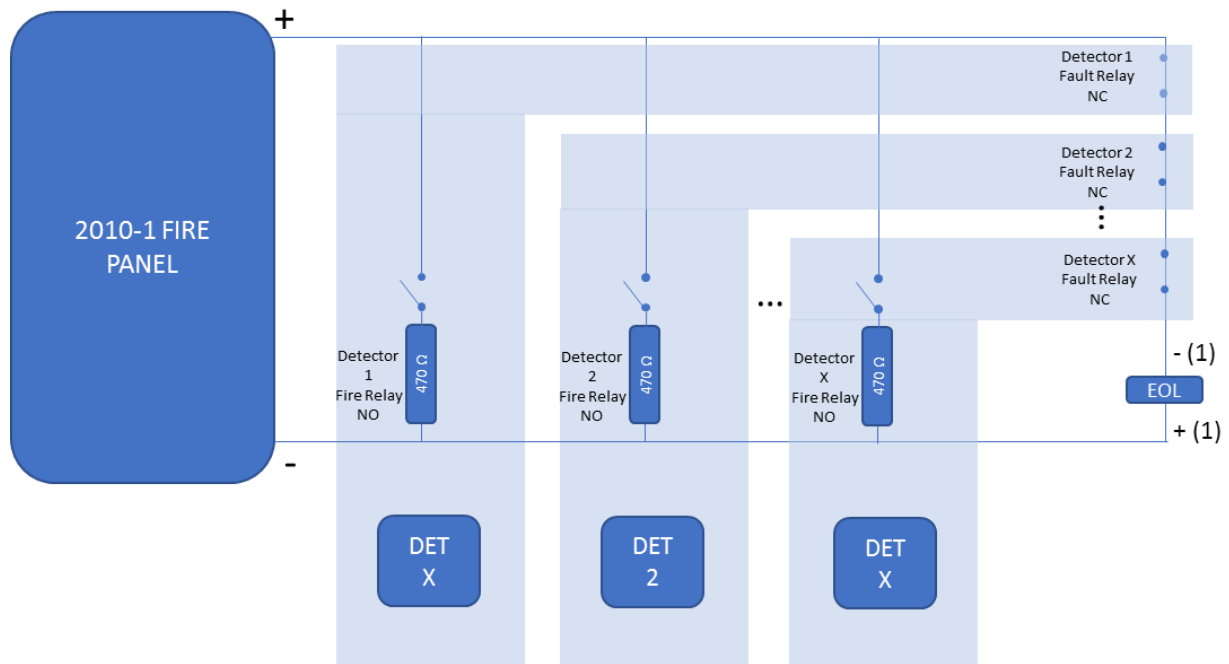 +
2010-1 FIRE
PANEL
-
Detector 1
Fault Relay
NC
Detector 2
Fault Relay
NC
⋮
Detector X
Fault Relay
NC
Detector
1
Fire Relay
NO
470 Ω
Detector
2
Fire Relay
NO
470 Ω
...
Detector
X
Fire Relay
NO
470 Ω
- (1)
EOL
+ (1)
DET
X
DET
2
DET
X